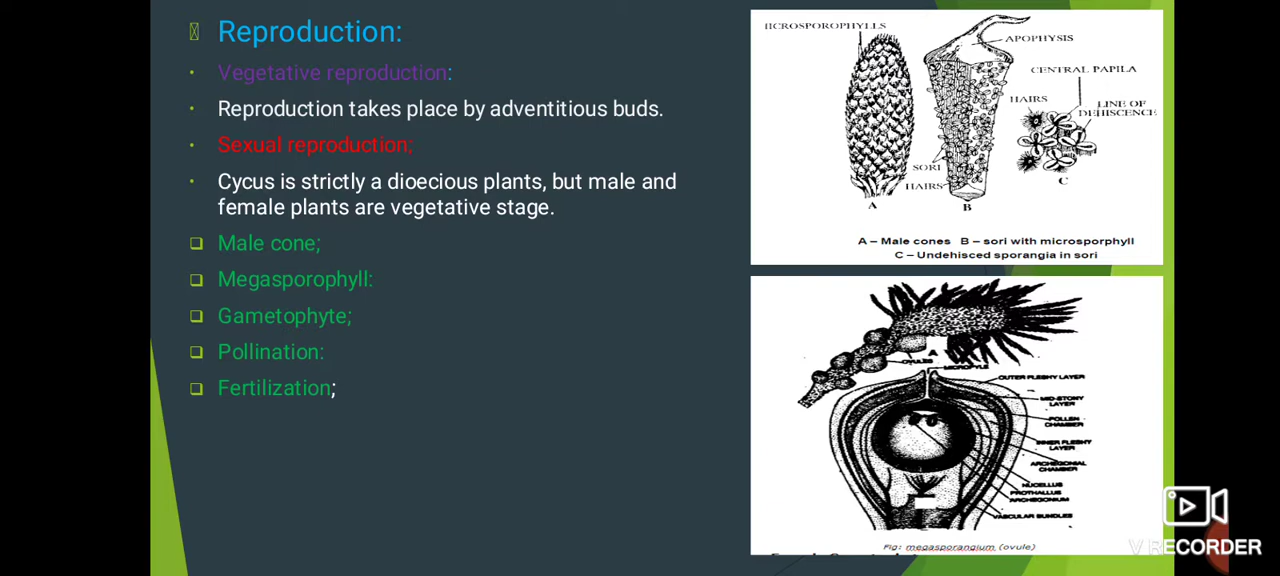 Reproduction:
Vegetative reproduction:
Reproduction takes place by adventitious buds.
Sexual reproduction;
Cycus is strictly a dioecious plants, but male and
female plants are vegetative stage.
Male cone;
Megasporophyll:
Gametophyte;
Pollination:
Fertilization;
ICROSPOROPHYLLS
APOPHYSIS
CENTRAL PAPILA
HAIRS
LINE OF
DEHISCENCE
SORI
HAIRS
A
B
C
A – Male cones B – sori with microsporphyll
C – Undehisced sporangia in sori
A
OVULES
MICROPYLE
OUTER FLESHY LAYER
MID-STONY
LAYER
POLLEN
CHAMBER
INNER FLESHY
LAYER
ARCHEGONIAL
CHAMBER
NUCELLUS
PROTHALLUS
ARCHEGONIUM
VASCULAR BUNDLES
Fig: megasporangium (ovule)
V RECORDER